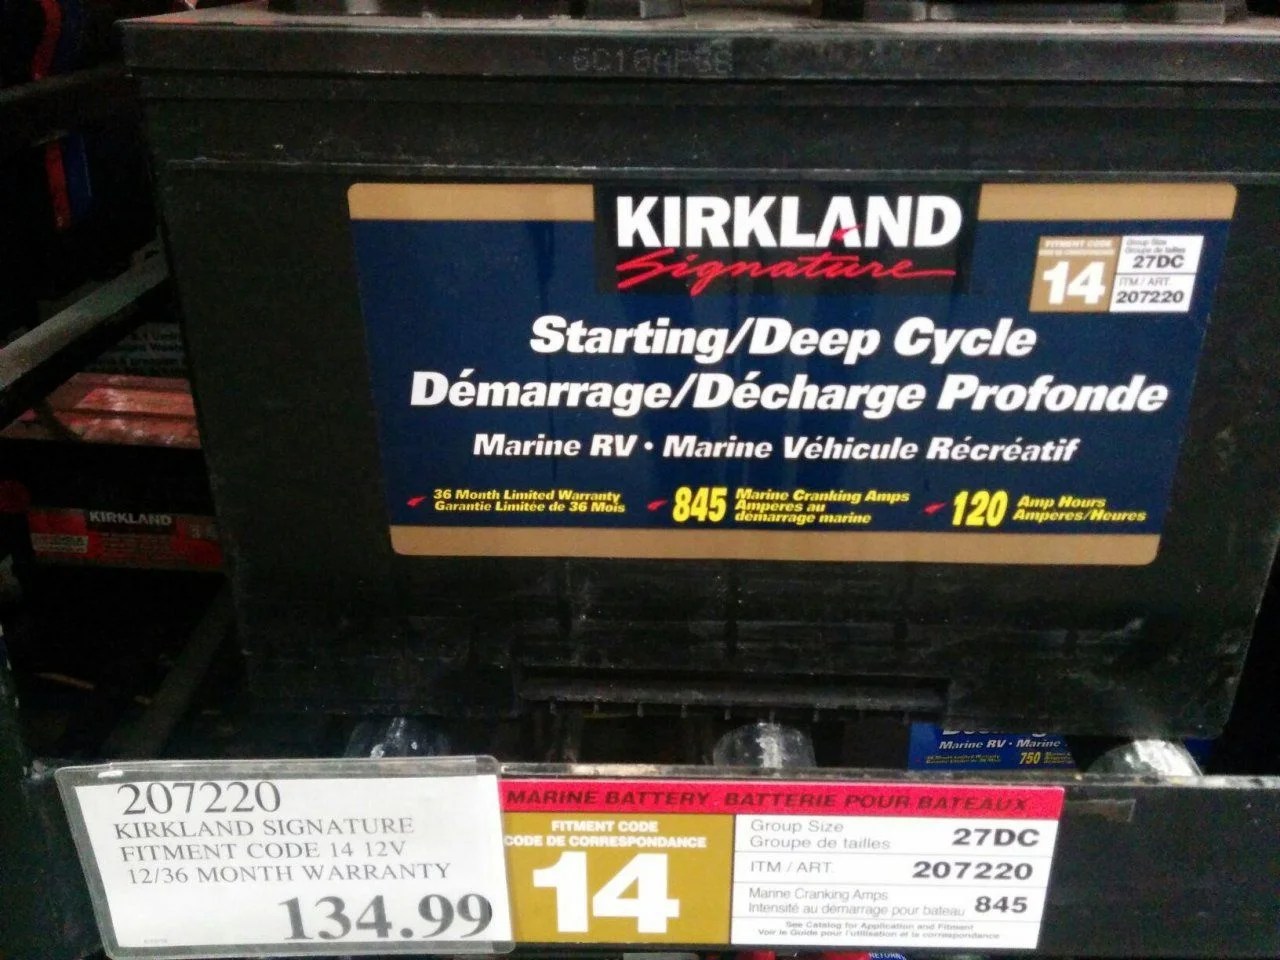 KIRKLAND
Signature
FITMENT CODE
14
Group Size
Groupe de tailles
27DC
ITM / ART.
207220
Starting/Deep Cycle
Démarrage/Décharge Profonde
Marine RV • Marine Véhicule Récréatif
36 Month Limited Warranty
Garantie Limitée de 36 Mois
845 Marine Cranking Amps
Amperes au
demarrage marine
120 Amp Hours
Amperes/Heures
KIRKLAND
Marine RV • Marine
750
207220
KIRKLAND SIGNATURE
FITMENT CODE 14 12V
12/36 MONTH WARRANTY
134.99
MARINE BATTERY BATTERIE POUR BATEAUX
FITMENT CODE
CODE DE CORRESPONDANCE
14
Group Size
Groupe de tailles
27DC
ITM / ART.
207220
Marine Cranking Amps
Intensité au démarrage pour bateau
845
See Catalog for Application and Fitment
Voir le Guide pour l'utilisation et la correspondance